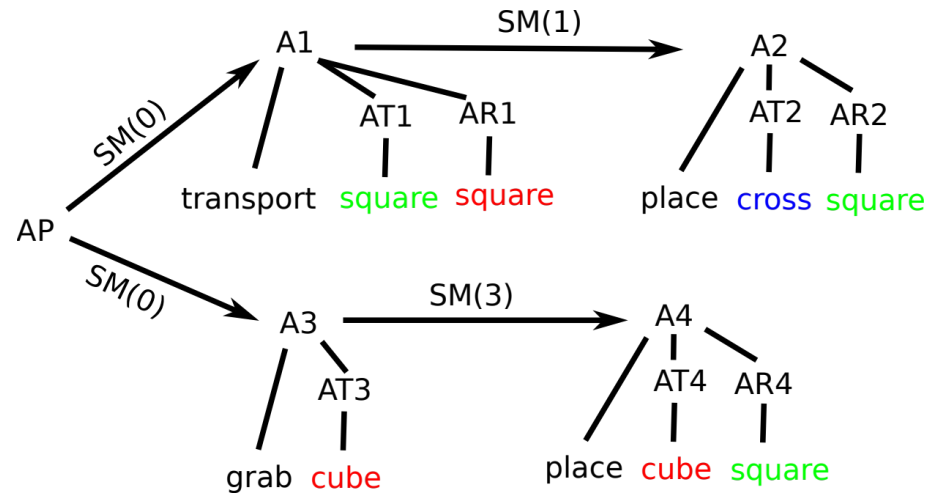 SM(1)
A1
A2
SM(0)
AT1 AR1
AT2 AR2
transport square square
place cross square
AP
SM(0)
SM(3)
A3
A4
AT3
AT4 AR4
grab cube
place cube square